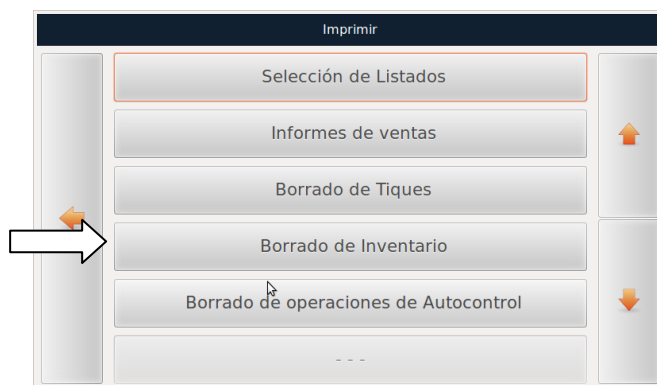 Imprimir
Selección de Listados
Informes de ventas
Borrado de Tiques
Borrado de Inventario
Borrado de operaciones de Autocontrol
- - -